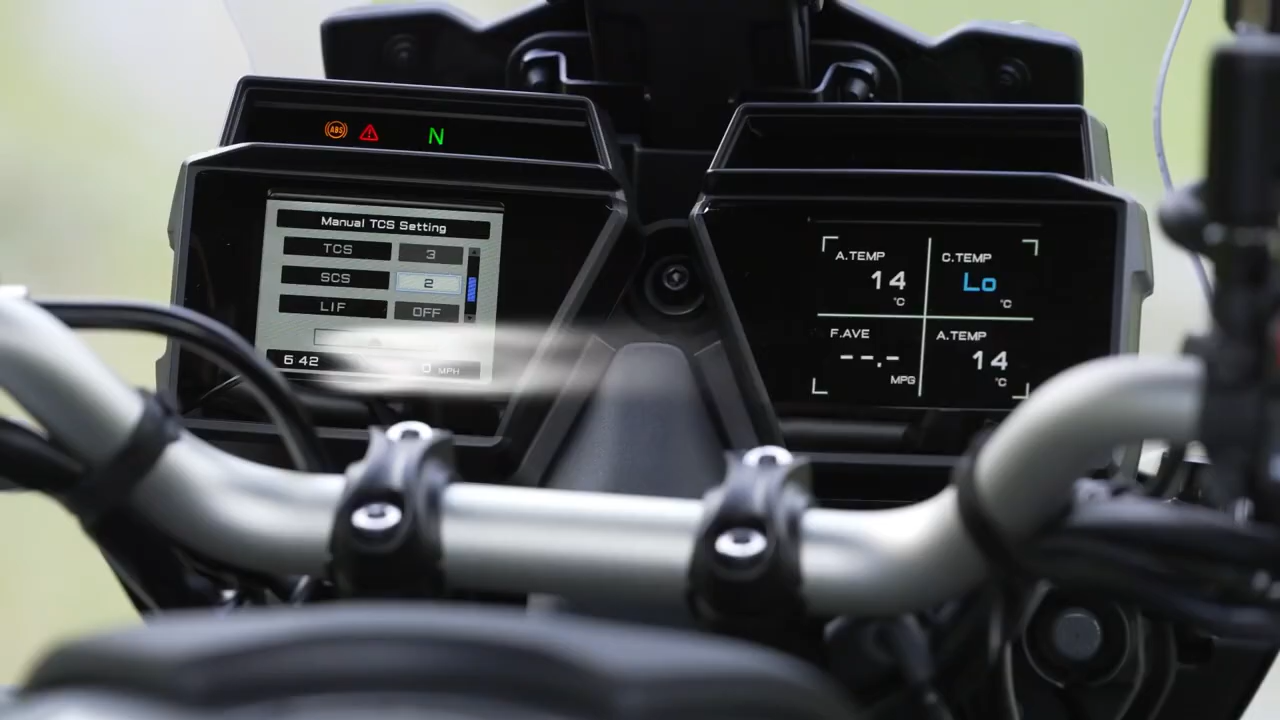 ABS
N
Manual TCS Setting
TCS 3
SCS 2
LIF OFF
6 42
0 MPH
A.TEMP
14
°C
C.TEMP
Lo
°C
F.AVE
--.-
MPG
A.TEMP
14
°C